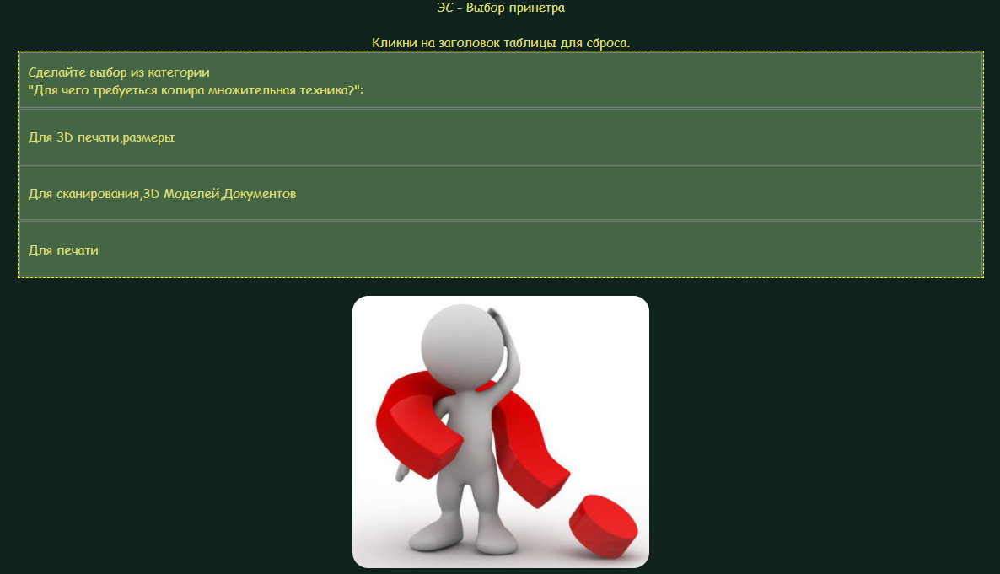 ЭС - Выбор принетра
Кликни на заголовок таблицы для сброса.
Сделайте выбор из категории
"Для чего требуеться копира множительная техника?":
Для 3D печати,размеры
Для сканирования,3D Моделей,Документов
Для печати